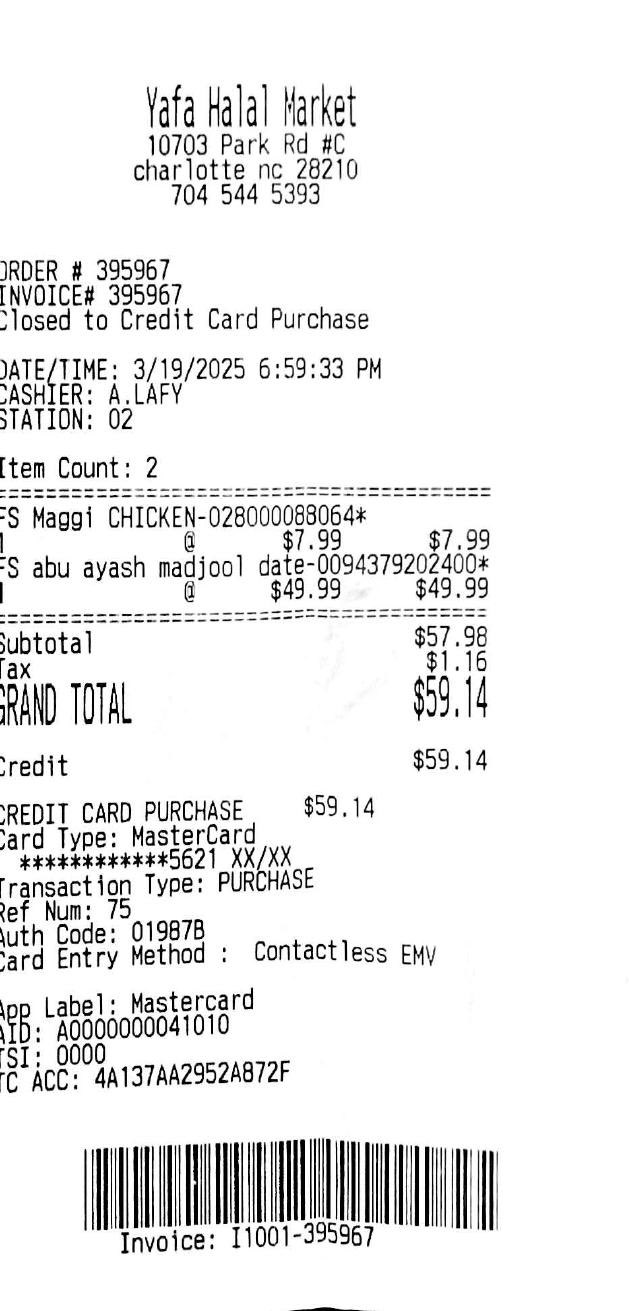 Yafa Halal Market
10703 Park Rd #C
charlotte nc 28210
704 544 5393
ORDER # 395967
INVOICE# 395967
Closed to Credit Card Purchase
DATE/TIME: 3/19/2025 6:59:33 PM
CASHIER: A.LAFY
STATION: 02
Item Count: 2
==========================================
FS Maggi CHICKEN-028000088064*
1 @ $7.99 $7.99
FS abu ayash madjool date-0094379202400*
1 @ $49.99 $49.99
==========================================
Subtotal $57.98
Tax $1.16
GRAND TOTAL $59.14
Credit $59.14
CREDIT CARD PURCHASE $59.14
Card Type: MasterCard
************5621 XX/XX
Transaction Type: PURCHASE
Ref Num: 75
Auth Code: 01987B
Card Entry Method : Contactless EMV
App Label: Mastercard
AID: A0000000041010
TSI: 0000
TC ACC: 4A137AA2952A872F
Invoice: I1001-395967